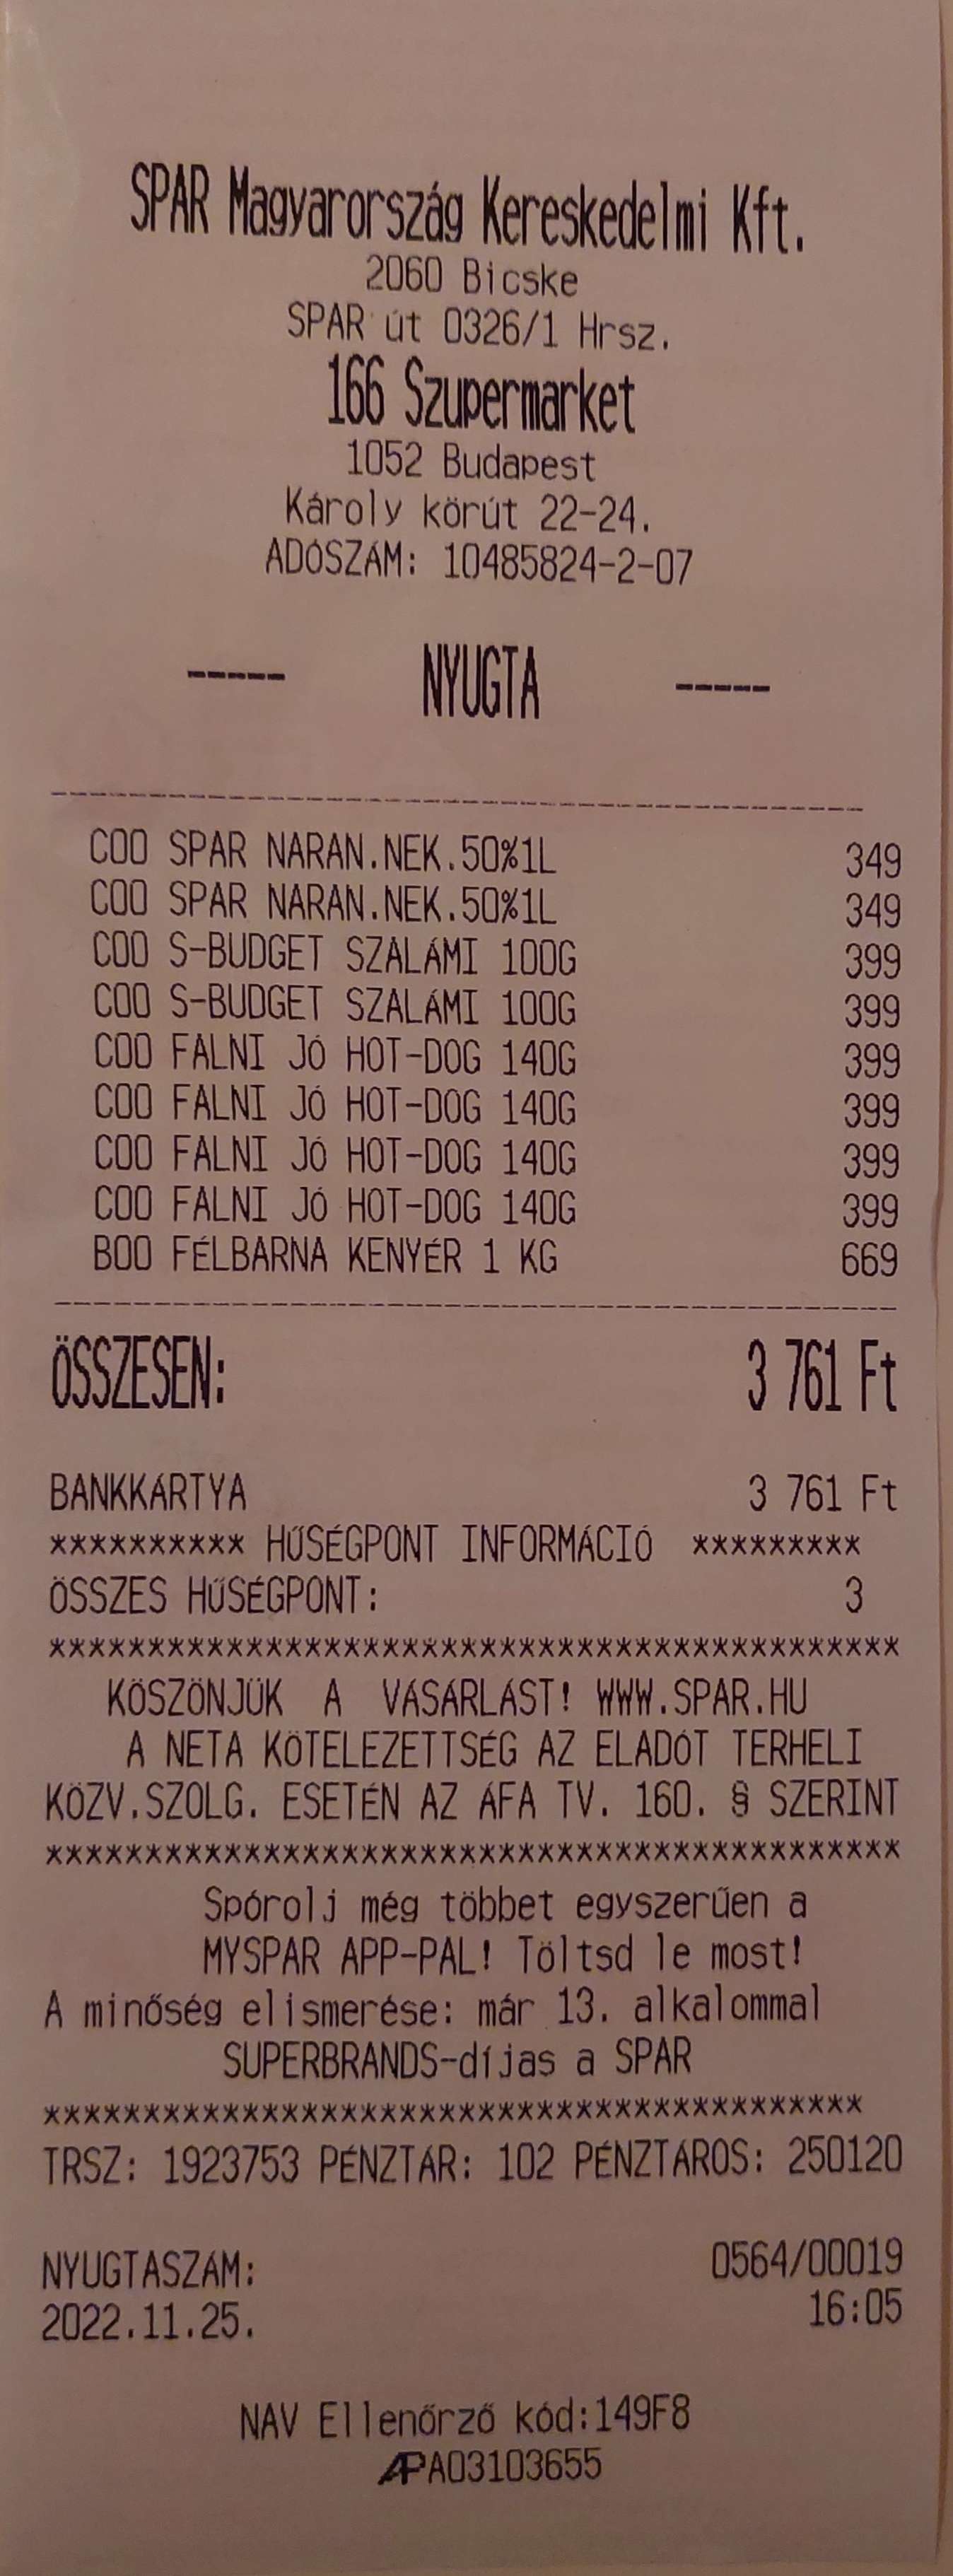 SPAR Magyarország Kereskedelmi Kft.
2060 Bicske
SPAR út 0326/1 Hrsz.
166 Szupermarket
1052 Budapest
Károly körút 22-24.
ADÓSZÁM: 10485824-2-07
----- NYUGTA -----
C00 SPAR NARAN.NEK.50%1L 349
C00 SPAR NARAN.NEK.50%1L 349
C00 S-BUDGET SZALÁMI 100G 399
C00 S-BUDGET SZALÁMI 100G 399
C00 FALNI JÓ HOT-DOG 140G 399
C00 FALNI JÓ HOT-DOG 140G 399
C00 FALNI JÓ HOT-DOG 140G 399
C00 FALNI JÓ HOT-DOG 140G 399
B00 FÉLBARNA KENYÉR 1 KG 669
ÖSSZESEN: 3 761 Ft
BANKKÁRTYA 3 761 Ft
********** HŰSÉGPONT INFORMÁCIÓ *********
ÖSSZES HŰSÉGPONT: 3
********************************************
KÖSZÖNJÜK A VÁSÁRLÁST! WWW.SPAR.HU
A NETA KÖTELEZETTSÉG AZ ELADÓT TERHELI
KÖZV.SZOLG. ESETÉN AZ ÁFA TV. 160. § SZERINT
********************************************
Spórolj még többet egyszerűen a
MYSPAR APP-PAL! Töltsd le most!
A minőség elismerése: már 13. alkalommal
SUPERBRANDS-díjas a SPAR
******************************************
TRSZ: 1923753 PÉNZTÁR: 102 PÉNZTÁROS: 250120
NYUGTASZÁM: 0564/00019
2022.11.25. 16:05
NAV Ellenőrző kód:149F8
AP A03103655